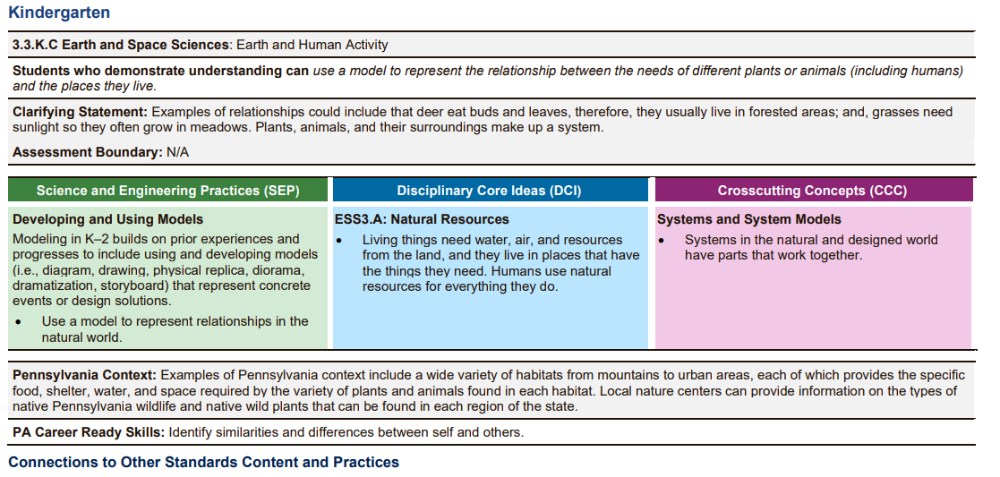 Kindergarten
3.3.K.C Earth and Space Sciences: Earth and Human Activity
Students who demonstrate understanding can use a model to represent the relationship between the needs of different plants or animals (including humans)
and the places they live.
Clarifying Statement: Examples of relationships could include that deer eat buds and leaves, therefore, they usually live in forested areas; and, grasses need
sunlight so they often grow in meadows. Plants, animals, and their surroundings make up a system.
Assessment Boundary: N/A
Science and Engineering Practices (SEP)
Developing and Using Models
Modeling in K–2 builds on prior experiences and
progresses to include using and developing models
(i.e., diagram, drawing, physical replica, diorama,
dramatization, storyboard) that represent concrete
events or design solutions.
• Use a model to represent relationships in the
natural world.
Disciplinary Core Ideas (DCI)
ESS3.A: Natural Resources
• Living things need water, air, and resources
from the land, and they live in places that have
the things they need. Humans use natural
resources for everything they do.
Crosscutting Concepts (CCC)
Systems and System Models
• Systems in the natural and designed world
have parts that work together.
Pennsylvania Context: Examples of Pennsylvania context include a wide variety of habitats from mountains to urban areas, each of which provides the specific
food, shelter, water, and space required by the variety of plants and animals found in each habitat. Local nature centers can provide information on the types of
native Pennsylvania wildlife and native wild plants that can be found in each region of the state.
PA Career Ready Skills: Identify similarities and differences between self and others.
Connections to Other Standards Content and Practices